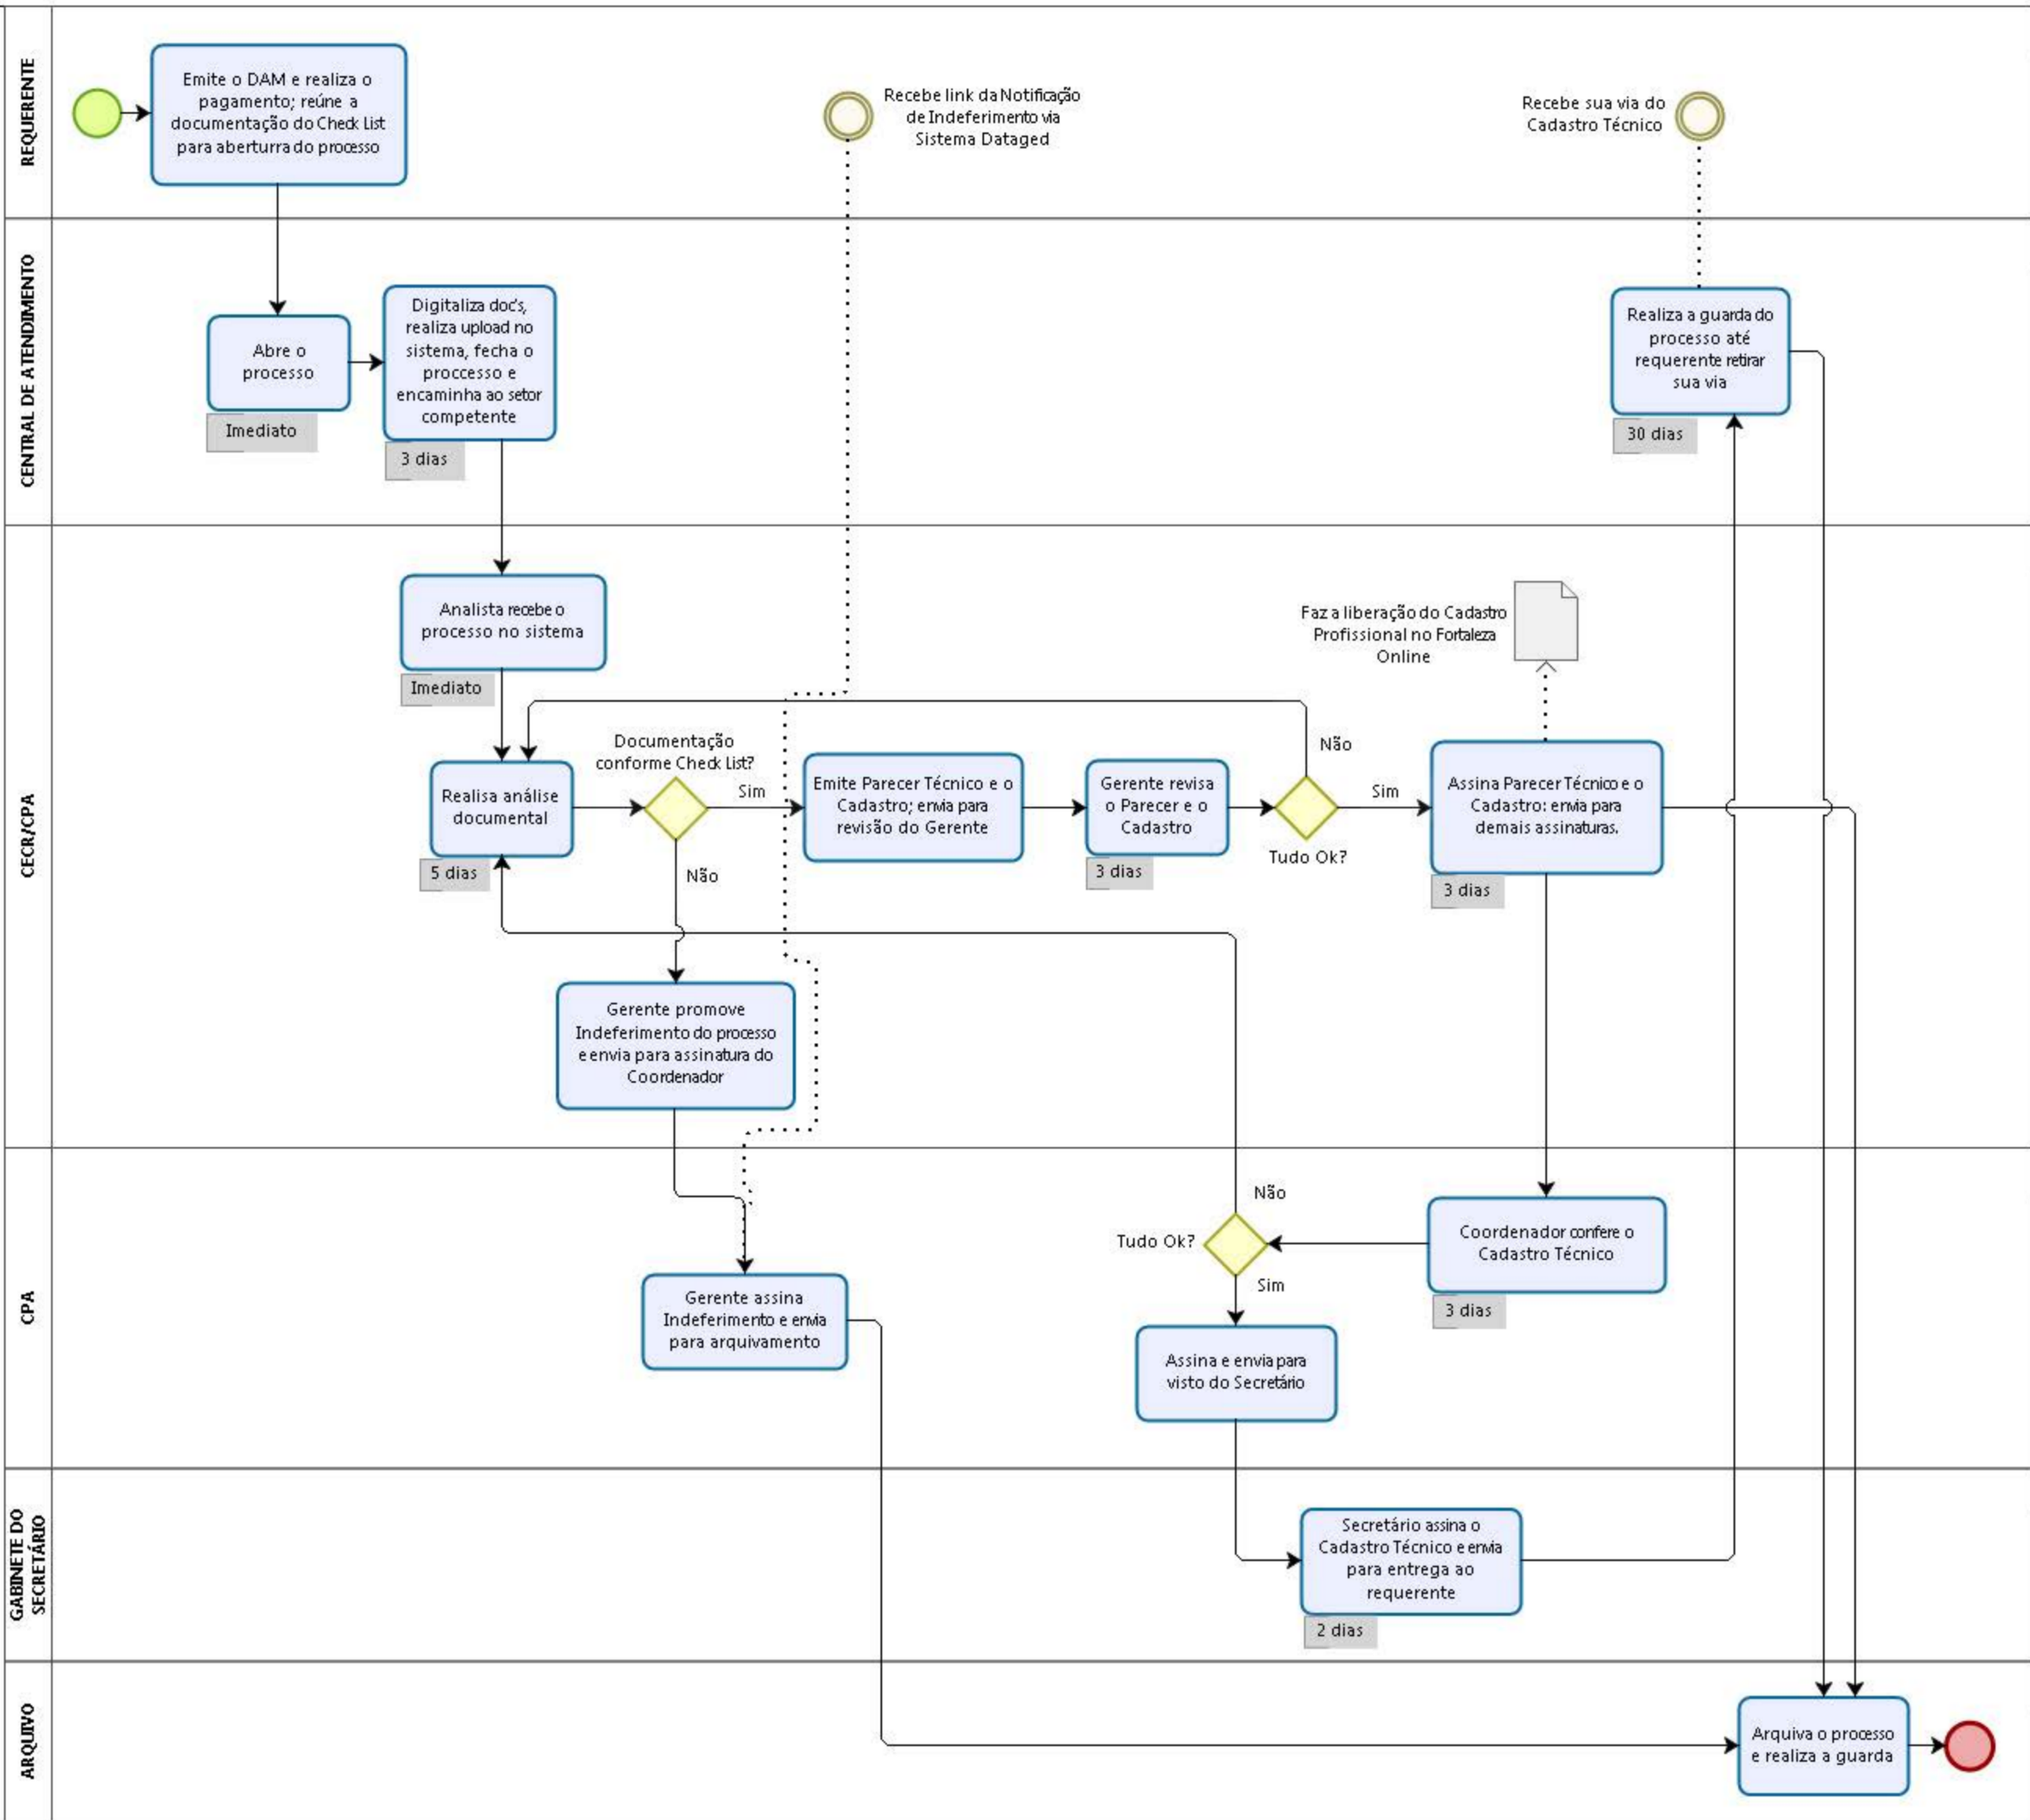 REQUERENTE
Emite o DAM e realiza o
pagamento; reúne a
documentação do Check List
para aberturra do processo
Recebe link da Notificação
de Indeferimento via
Sistema Dataged
Recebe sua via do
Cadastro Técnico
CENTRAL DE ATENDIMENTO
Abre o
processo
Imediato
Digitaliza doc's,
realiza upload no
sistema, fecha o
proccesso e
encaminha ao setor
competente
3 dias
Realiza a guarda do
processo até
requerente retirar
sua via
30 dias
CECR/CPA
Analista recebe o
processo no sistema
Imediato
Faz a liberação do Cadastro
Profissional no Fortaleza
Online
Realisa análise
documental
5 dias
Documentação
conforme Check List?
Sim
Não
Emite Parecer Técnico e o
Cadastro; envia para
revisão do Gerente
Gerente revisa
o Parecer e o
Cadastro
3 dias
Não
Sim
Tudo Ok?
Assina Parecer Técnico e o
Cadastro: envia para
demais assinaturas.
3 dias
Gerente promove
Indeferimento do processo
e envia para assinatura do
Coordenador
CPA
Gerente assina
Indeferimento e envia
para arquivamento
Não
Tudo Ok?
Sim
Coordenador confere o
Cadastro Técnico
3 dias
Assina e envia para
visto do Secretário
GABINETE DO
SECRETÁRIO
Secretário assina o
Cadastro Técnico e envia
para entrega ao
requerente
2 dias
ARQUIVO
Arquiva o processo
e realiza a guarda